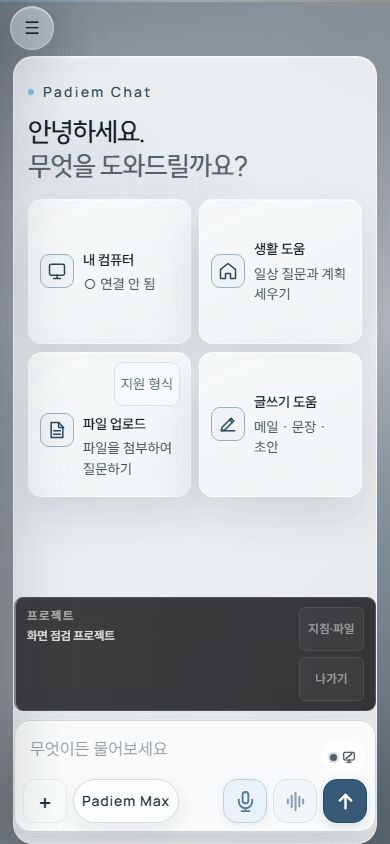 Padiem Chat
안녕하세요.
무엇을 도와드릴까요?
내 컴퓨터
연결 안 됨
생활 도움
일상 질문과 계획
세우기
지원 형식
파일 업로드
파일을 첨부하여
질문하기
글쓰기 도움
메일 · 문장 ·
초안
프로젝트
화면 점검 프로젝트
지침·파일
나가기
무엇이든 물어보세요
Padiem Max